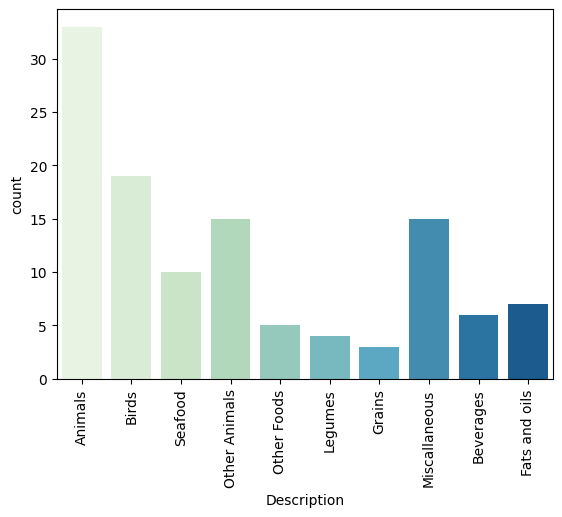 30
25
20
15
10
5
0
count
Animals
Birds
Seafood
Other Animals
Other Foods
Legumes
Grains
Miscallaneous
Beverages
Fats and oils
Description